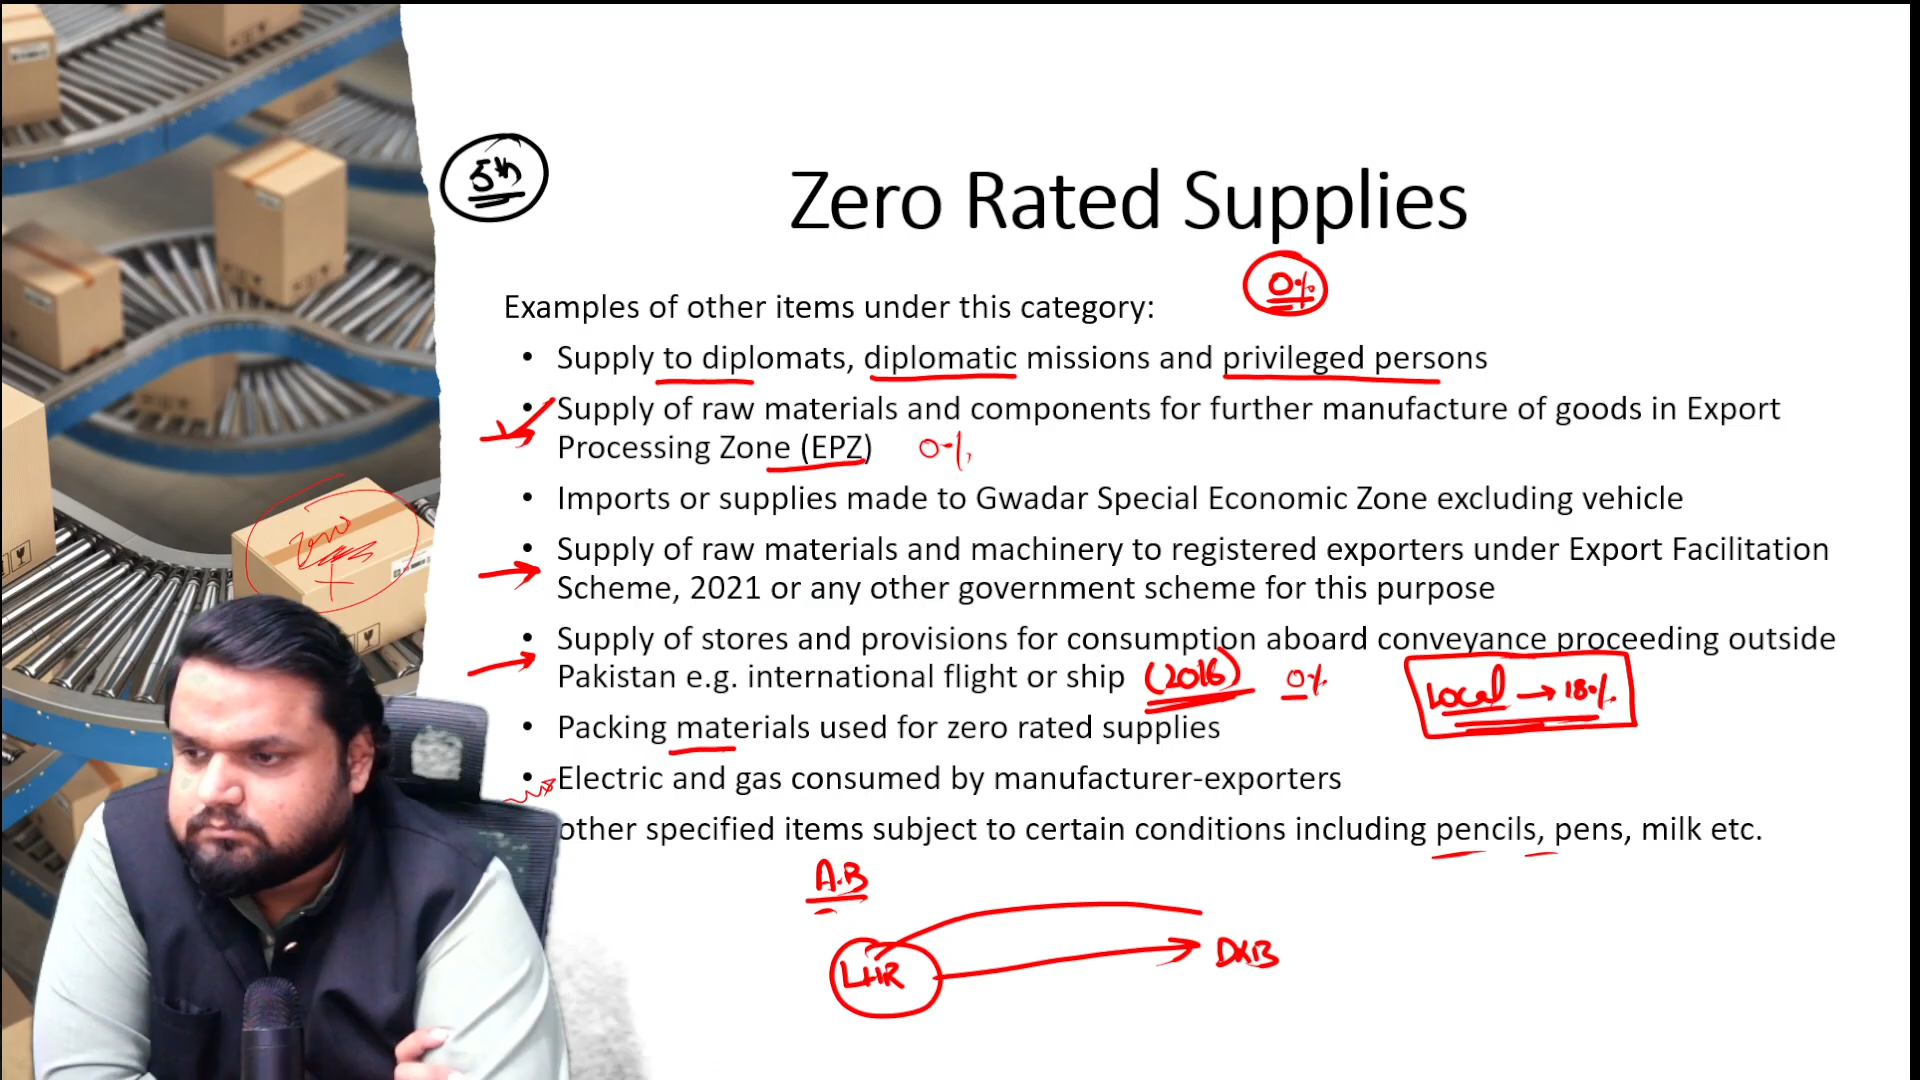 5th
Zero Rated Supplies
0%
Examples of other items under this category:
• Supply to diplomats, diplomatic missions and privileged persons
• Supply of raw materials and components for further manufacture of goods in Export
Processing Zone (EPZ) 0%
• Imports or supplies made to Gwadar Special Economic Zone excluding vehicle
zero
• Supply of raw materials and machinery to registered exporters under Export Facilitation
Scheme, 2021 or any other government scheme for this purpose
• Supply of stores and provisions for consumption aboard conveyance proceeding outside
Pakistan e.g. international flight or ship (2016) 0% Local → 18%
• Packing materials used for zero rated supplies
• Electric and gas consumed by manufacturer-exporters
other specified items subject to certain conditions including pencils, pens, milk etc.
A.B
LHR DXB